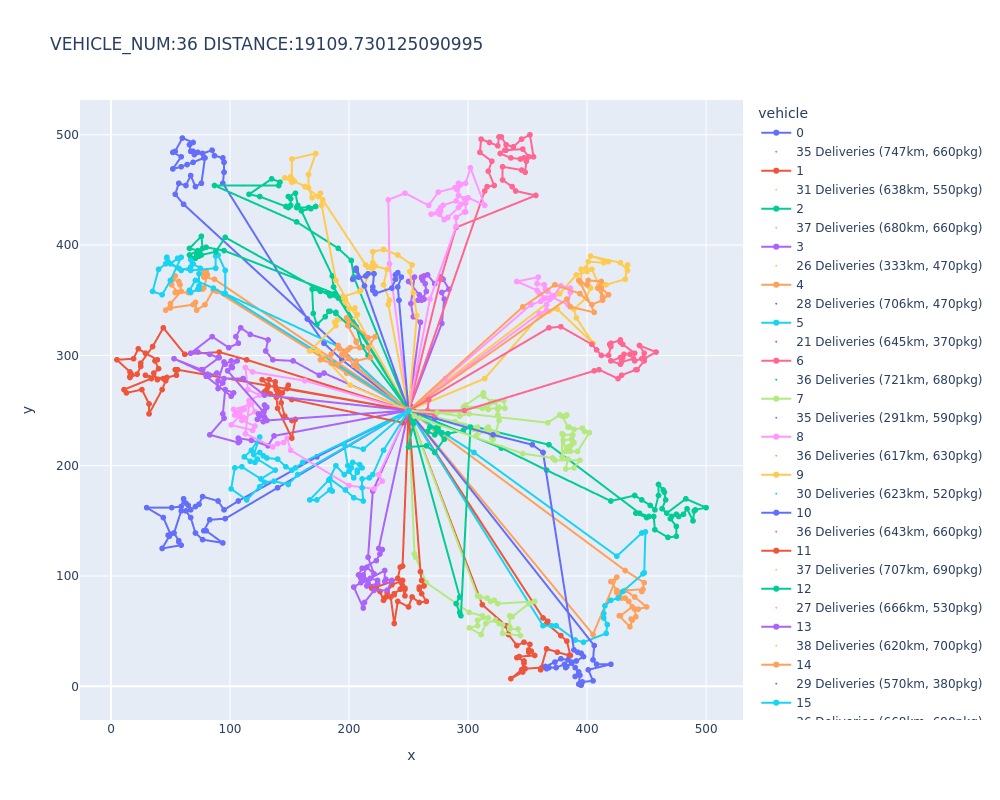 VEHICLE_NUM:36 DISTANCE:19109.730125090995
vehicle
0
35 Deliveries (747km, 660pkg)
1
31 Deliveries (638km, 550pkg)
2
37 Deliveries (680km, 660pkg)
3
26 Deliveries (333km, 470pkg)
4
28 Deliveries (706km, 470pkg)
5
21 Deliveries (645km, 370pkg)
6
36 Deliveries (721km, 680pkg)
7
35 Deliveries (291km, 590pkg)
8
36 Deliveries (617km, 630pkg)
9
30 Deliveries (623km, 520pkg)
10
36 Deliveries (643km, 660pkg)
11
37 Deliveries (707km, 690pkg)
12
27 Deliveries (666km, 530pkg)
13
38 Deliveries (620km, 700pkg)
14
29 Deliveries (570km, 380pkg)
15
500
400
300
200
100
0
y
0 100 200 300 400 500
x